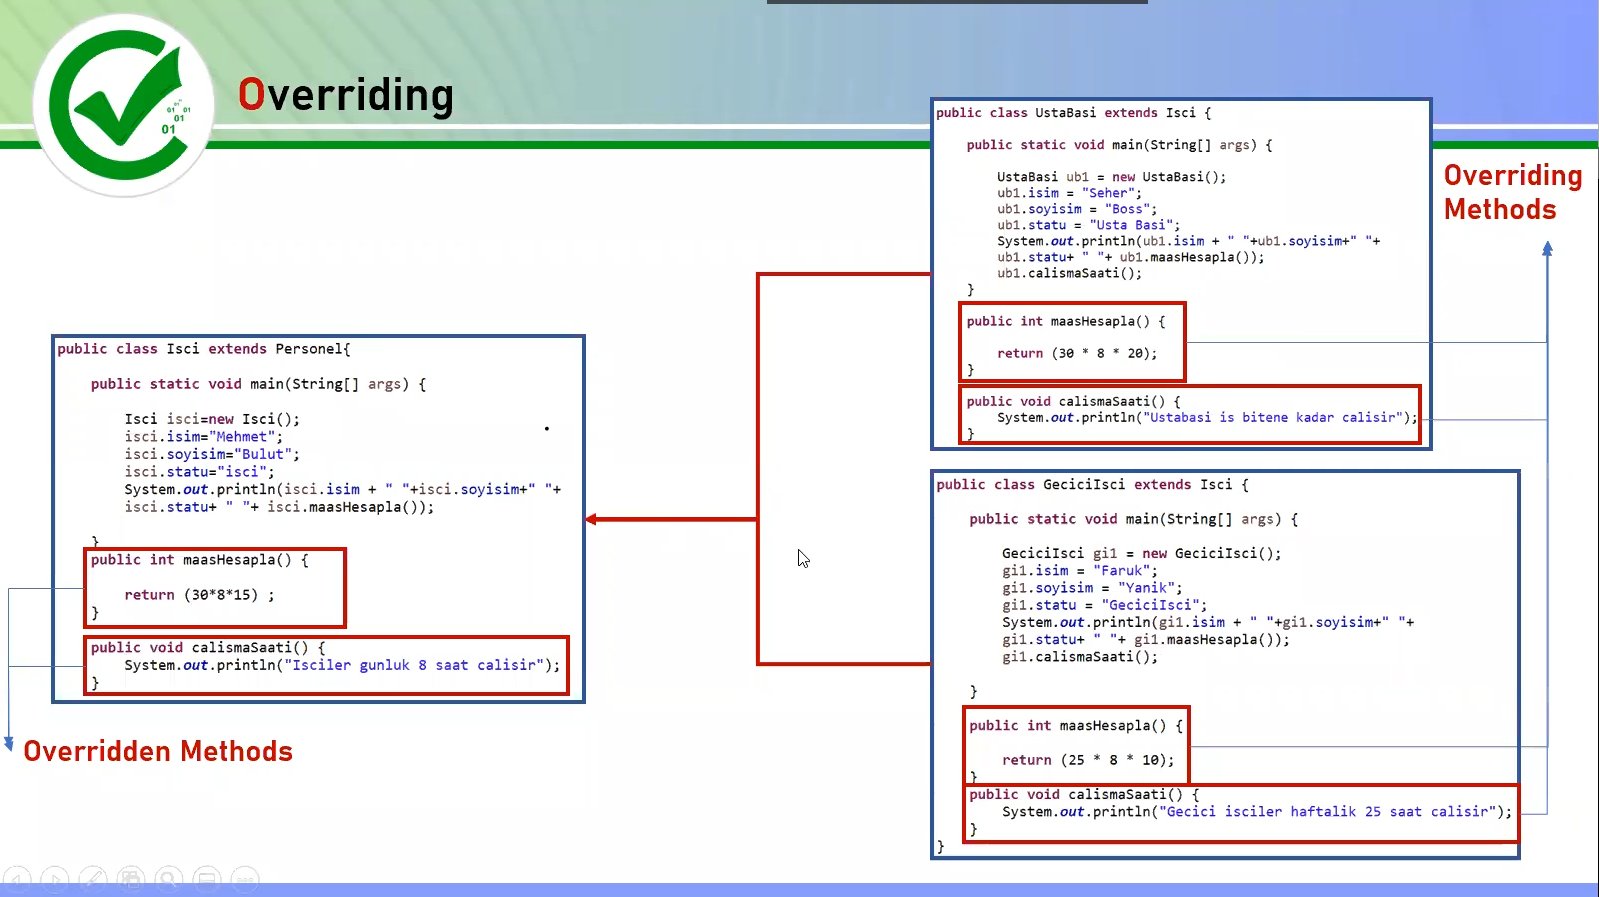 Overriding
public class Isci extends Personel{
public static void main(String[] args) {
Isci isci=new Isci();
isci.isim="Mehmet";
isci.soyisim="Bulut";
isci.statu="isci";
System.out.println(isci.isim + " "+isci.soyisim+" "+
isci.statu+ " "+ isci.maasHesapla());
}
public int maasHesapla() {
return (30*8*15) ;
}
public void calismaSaati() {
System.out.println("Isciler gunluk 8 saat calisir");
}
Overridden Methods
public class UstaBasi extends Isci {
public static void main(String[] args) {
UstaBasi ub1 = new UstaBasi();
ub1.isim = "Seher";
ub1.soyisim = "Boss";
ub1.statu = "Usta Basi";
System.out.println(ub1.isim + " "+ub1.soyisim+" "+
ub1.statu+ " "+ ub1.maasHesapla());
ub1.calismaSaati();
}
public int maasHesapla() {
return (30 * 8 * 20);
}
public void calismaSaati() {
System.out.println("Ustabasi is bitene kadar calisir");
}
Overriding
Methods
public class GeciciIsci extends Isci {
public static void main(String[] args) {
GeciciIsci gi1 = new GeciciIsci();
gi1.isim = "Faruk";
gi1.soyisim = "Yanik";
gi1.statu = "GeciciIsci";
System.out.println(gi1.isim + " "+gi1.soyisim+" "+
gi1.statu+ " "+ gi1.maasHesapla());
gi1.calismaSaati();
}
public int maasHesapla() {
return (25 * 8 * 10);
}
public void calismaSaati() {
System.out.println("Gecici isciler haftalik 25 saat calisir");
}
}
01
01 01
01
01